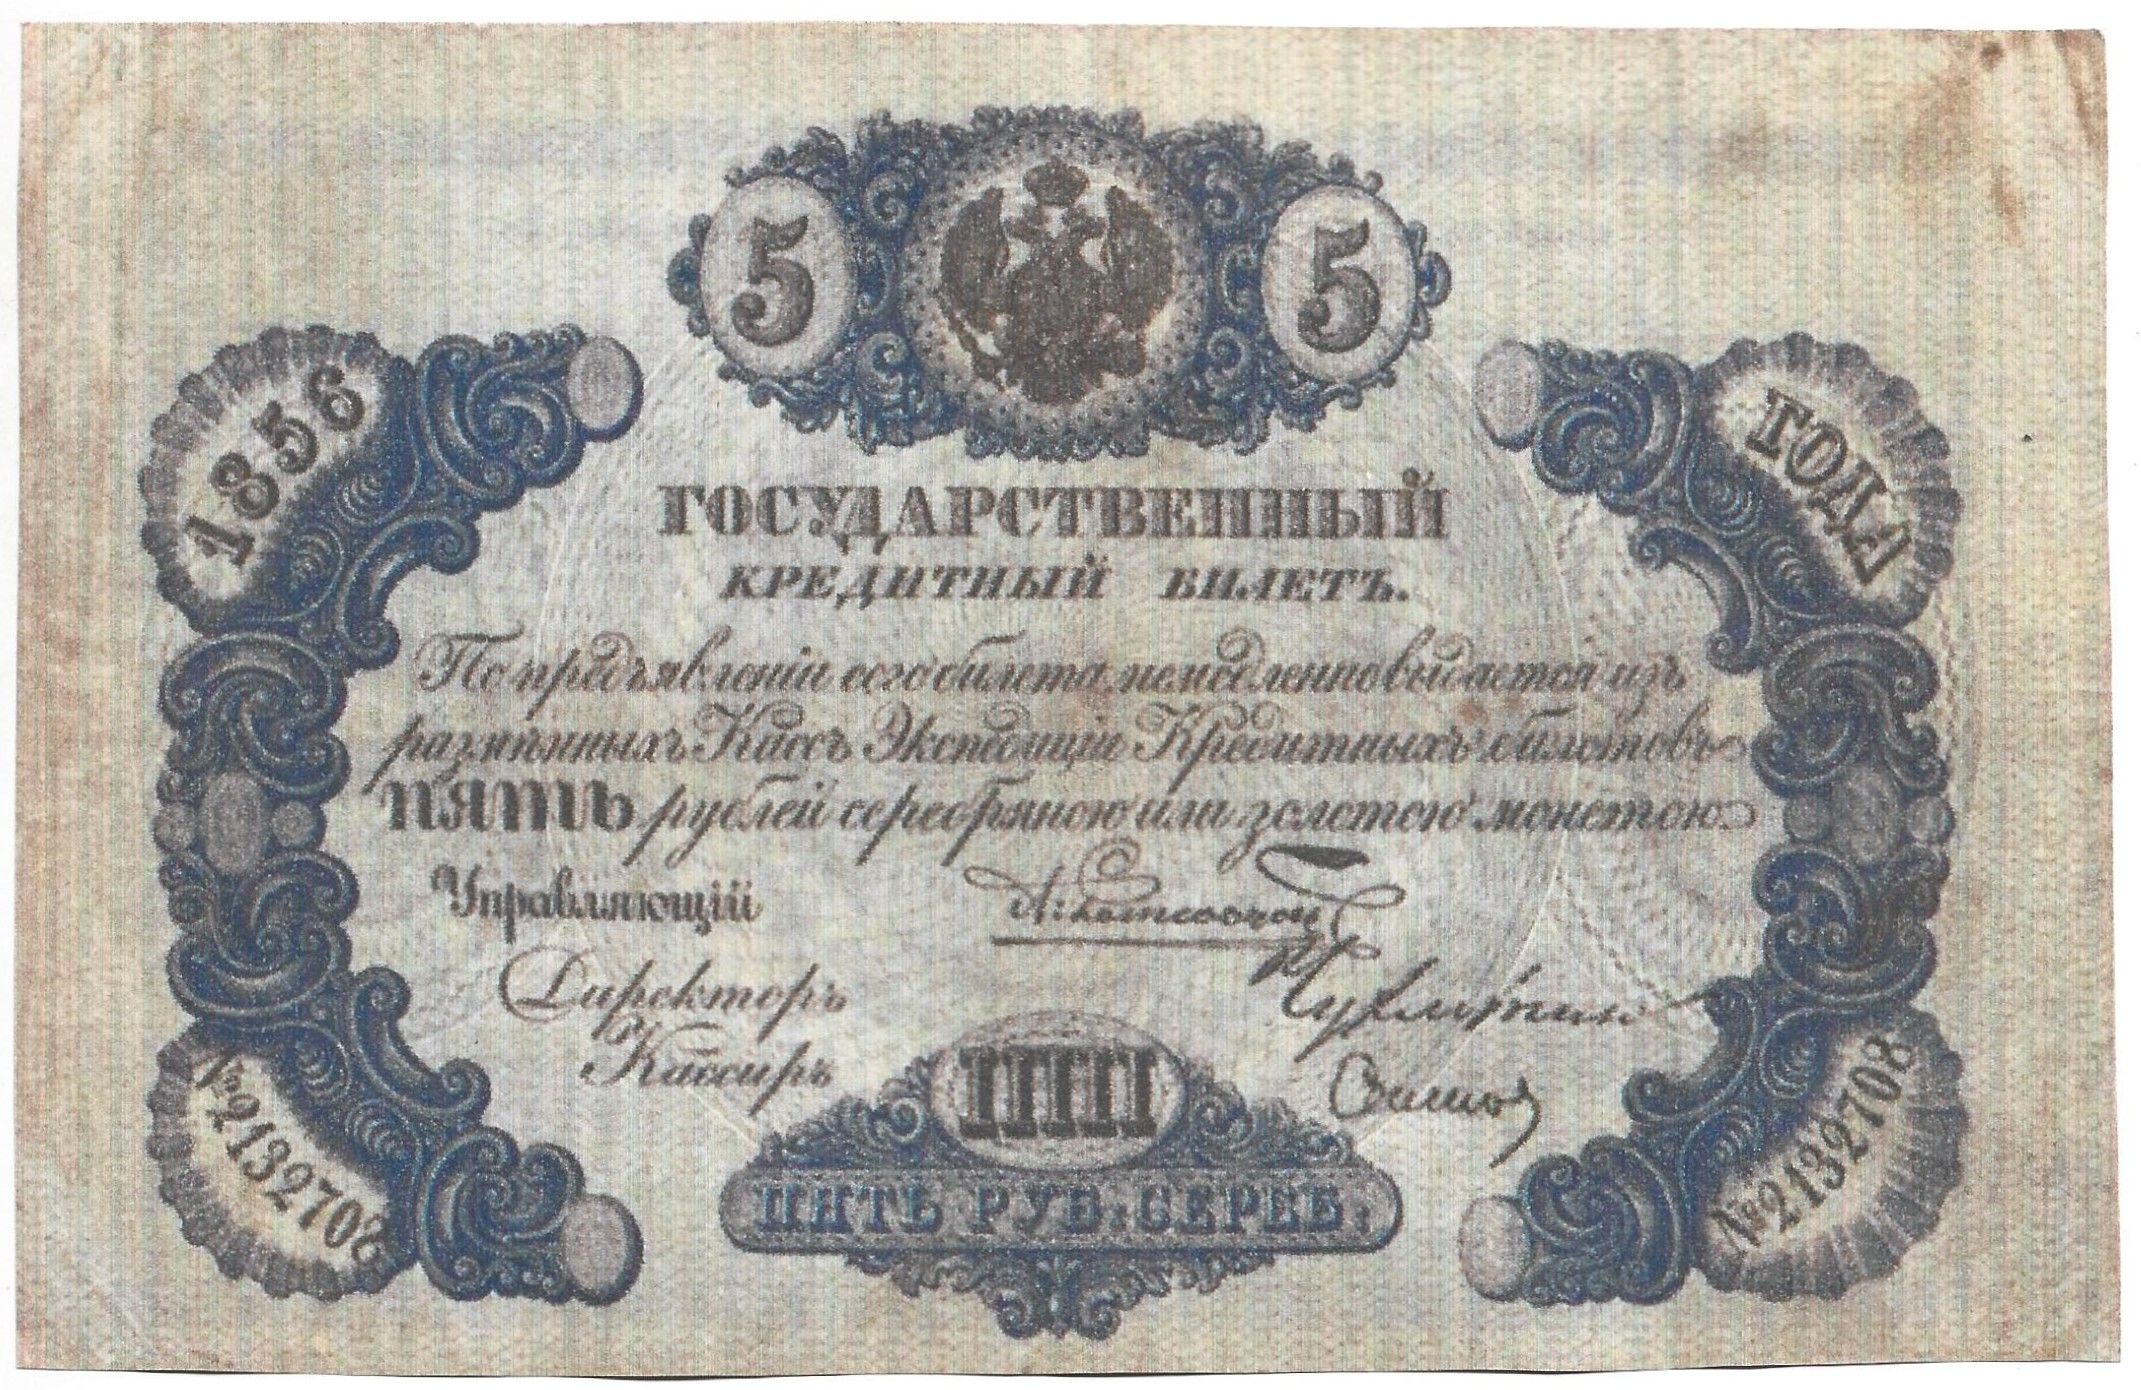 5 5
1856 ГОДА
ГОСУДАРСТВЕННЫЙ
КРЕДИТНЫЙ БИЛЕТЪ.
По предъявленіи сего билета, немедленно выдается изъ
размѣнныхъ Кассъ Экспедиціи Кредитныхъ билетовъ
ПЯТЬ рублей серебряною или золотою монетою.
Управляющій
Директоръ
Кассиръ
№2132708 №2132708
ПЯТЬ РУБ: СЕРЕБ: